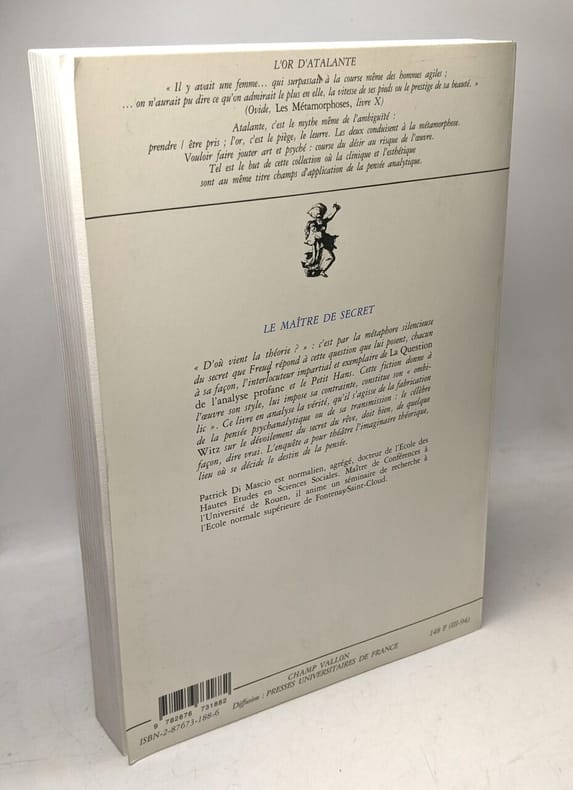 L'OR D'ATALANTE
« Il y avait une femme... qui surpassait à la course même des hommes agiles ;
... on n'aurait pu dire ce qu'on admirait le plus en elle, la vitesse de ses pieds ou le prestige de sa beauté. »
(Ovide, Les Métamorphoses, livre X)
Atalante, c'est le mythe même de l'ambiguïté :
prendre / être pris ; l'or, c'est le piège, le leurre. Les deux conduisent à la métamorphose.
Vouloir faire jouter art et psyché : course du désir au risque de l'œuvre.
Tel est le but de cette collection où la clinique et l'esthétique
sont au même titre champs d'application de la pensée analytique.
LE MAÎTRE DE SECRET
« D'où vient la théorie ? » : c'est par la métaphore silencieuse
du secret que Freud répond à cette question que lui posent, chacun
à sa façon, l'interlocuteur impartial et exemplaire de La Question
de l'analyse profane et le Petit Hans. Cette fiction donne à
l'œuvre son style, lui impose sa contrainte, constitue son « ombi-
lic ». Ce livre en analyse la vérité, qu'il s'agisse de la fabrication
de la pensée psychanalytique ou de sa transmission : le célèbre
Witz sur le dévoilement du secret du rêve, doit bien, de quelque
façon, dire vrai. L'enquête a pour théâtre l'imaginaire théorique,
lieu où se décide le destin de la pensée.
Patrick Di Mascio est normalien, agrégé, docteur de l'École des
Hautes Etudes en Sciences Sociales. Maître de Conférences à
l'Université de Rouen, il anime un séminaire de recherche à
l'Ecole normale supérieure de Fontenay-Saint-Cloud.
CHAMP VALLON
Diffusion : PRESSES UNIVERSITAIRES DE FRANCE
148 F (III-94)
9 782876 731882
ISBN-2-87673-188-6